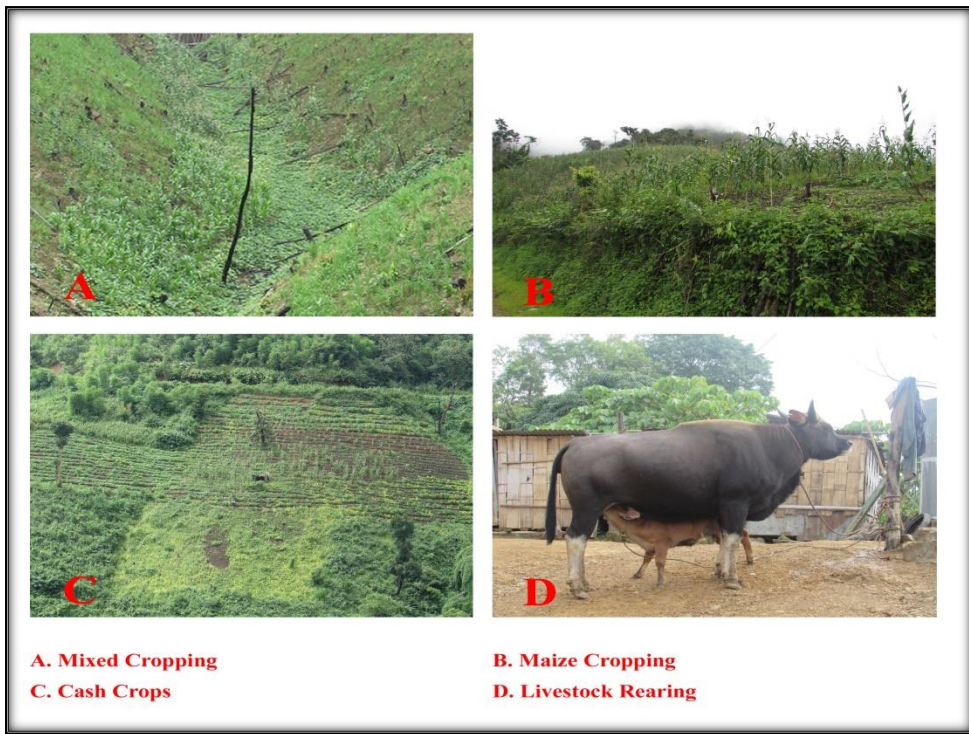 A
B
C
D
A. Mixed Cropping
B. Maize Cropping
C. Cash Crops
D. Livestock Rearing